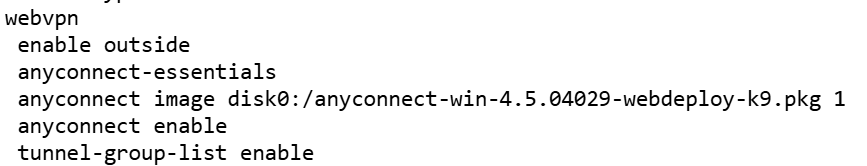 webvpn
 enable outside
 anyconnect-essentials
 anyconnect image disk0:/anyconnect-win-4.5.04029-webdeploy-k9.pkg 1
 anyconnect enable
 tunnel-group-list enable